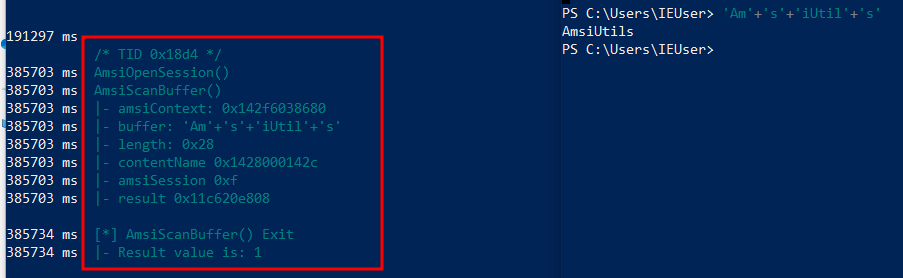 191297 ms
/* TID 0x18d4 */
385703 ms AmsiOpenSession()
385703 ms AmsiScanBuffer()
385703 ms |- amsiContext: 0x142f6038680
385703 ms |- buffer: 'Am'+'s'+'iUtil'+'s'
385703 ms |- length: 0x28
385703 ms |- contentName 0x1428000142c
385703 ms |- amsiSession 0xf
385703 ms |- result 0x11c620e808
385734 ms [*] AmsiScanBuffer() Exit
385734 ms |- Result value is: 1
PS C:\Users\IEUser> 'Am'+'s'+'iUtil'+'s'
AmsiUtils
PS C:\Users\IEUser>